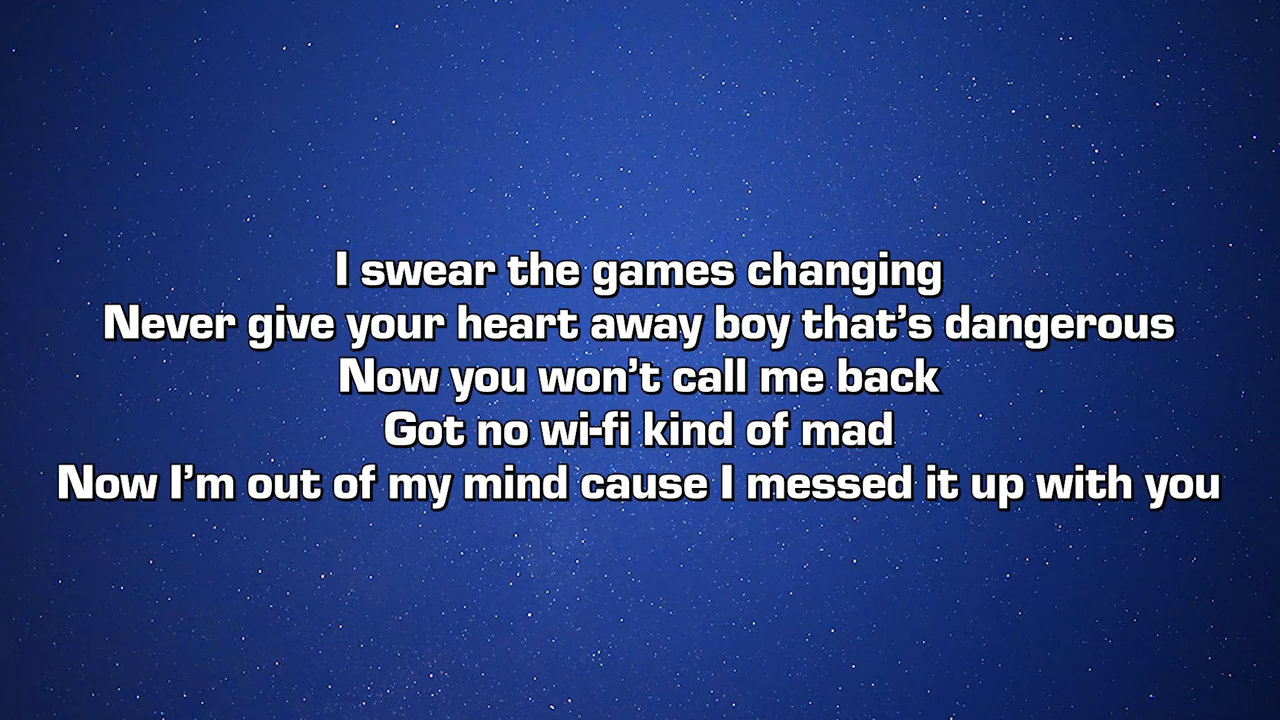 I swear the games changing
Never give your heart away boy that's dangerous
Now you won't call me back
Got no wi-fi kind of mad
Now I'm out of my mind cause I messed it up with you